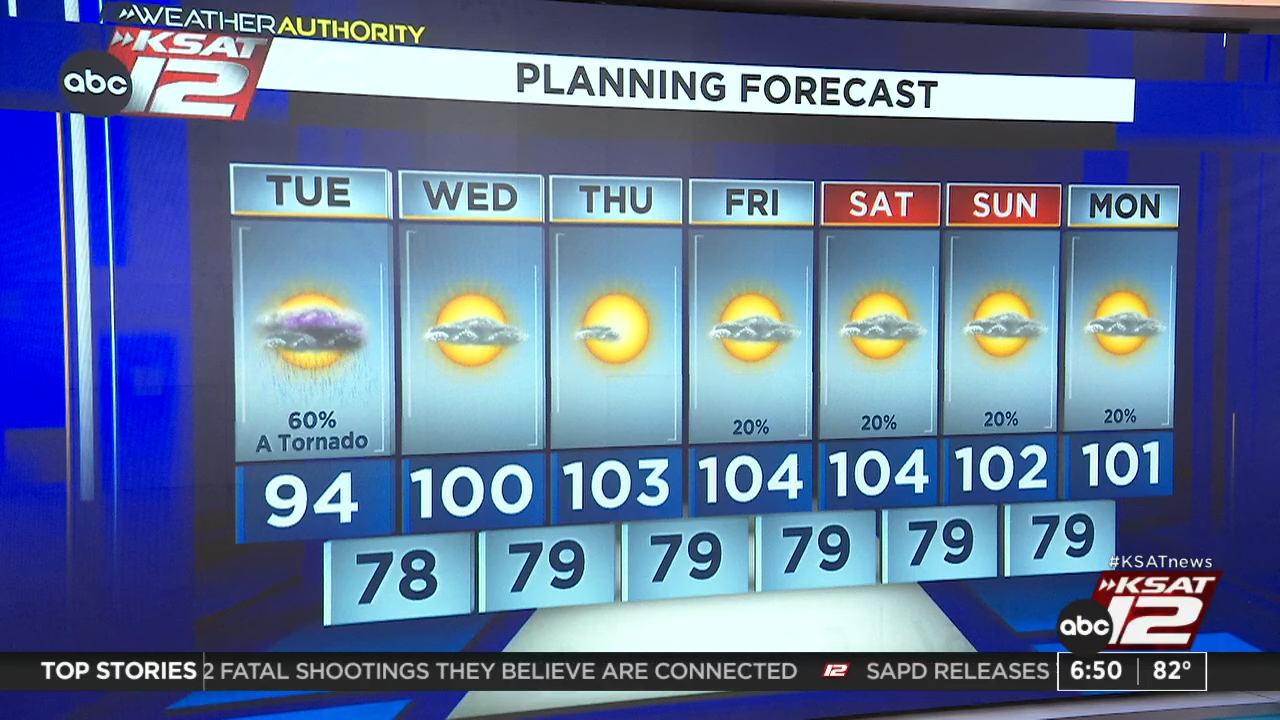 WEATHERAUTHORITY
KSAT
abc 12
PLANNING FORECAST
TUE WED THU FRI SAT SUN MON
60% 20% 20% 20% 20%
A Tornado
94 100 103 104 104 102 101
78 79 79 79 79 79
#KSATnews
KSAT
abc 12
TOP STORIES 2 FATAL SHOOTINGS THEY BELIEVE ARE CONNECTED 12 SAPD RELEASES 6:50 82°